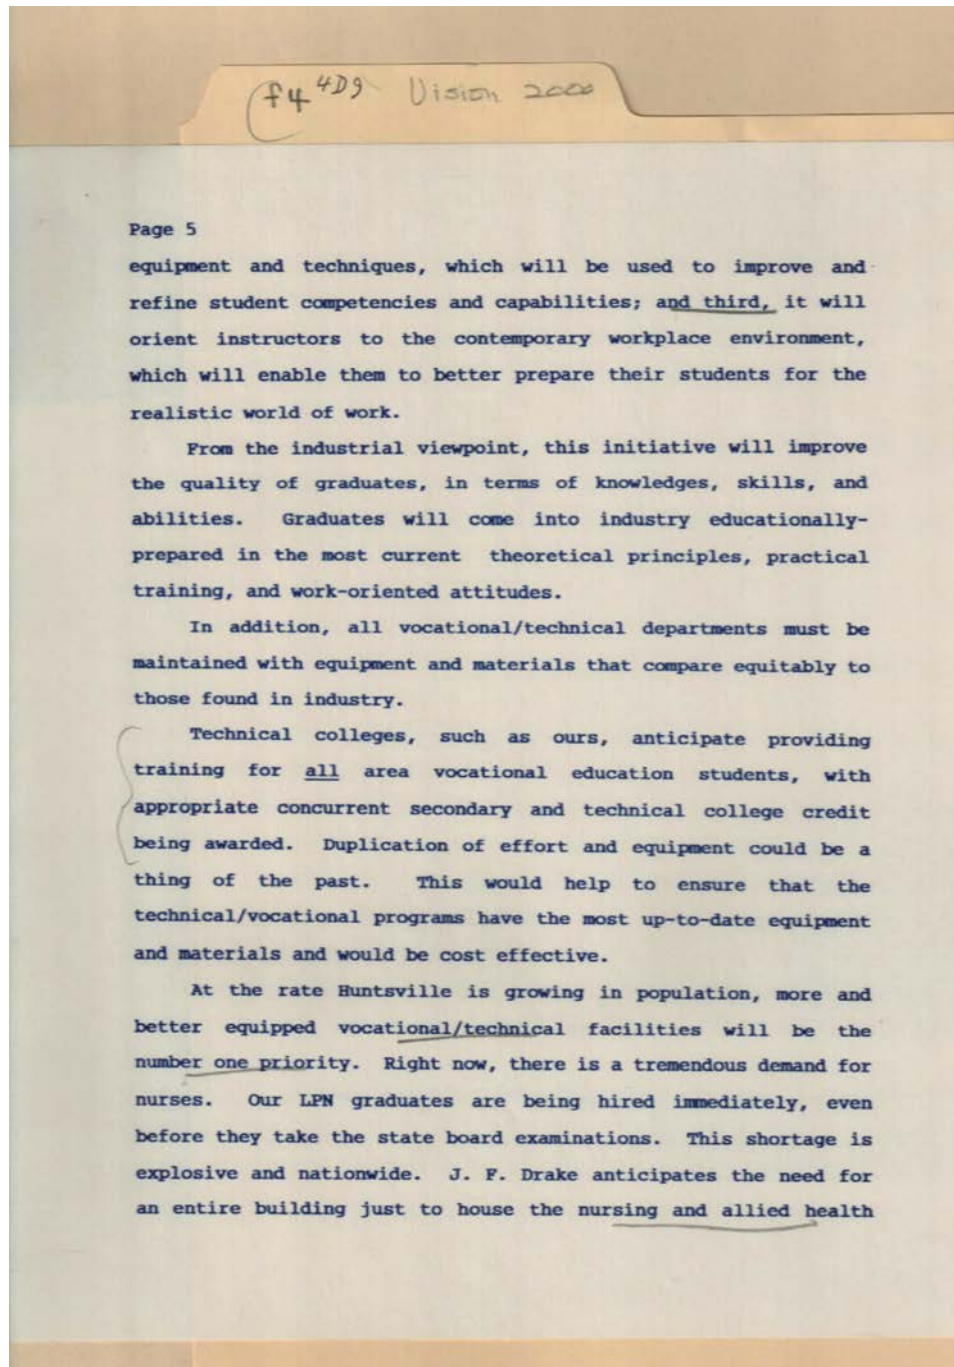 f4 4D9 Vision 2000
Page 5
equipment and techniques, which will be used to improve and
refine student competencies and capabilities; and third, it will
orient instructors to the contemporary workplace environment,
which will enable them to better prepare their students for the
realistic world of work.
From the industrial viewpoint, this initiative will improve
the quality of graduates, in terms of knowledges, skills, and
abilities. Graduates will come into industry educationally-
prepared in the most current theoretical principles, practical
training, and work-oriented attitudes.
In addition, all vocational/technical departments must be
maintained with equipment and materials that compare equitably to
those found in industry.
Technical colleges, such as ours, anticipate providing
training for all area vocational education students, with
appropriate concurrent secondary and technical college credit
being awarded. Duplication of effort and equipment could be a
thing of the past. This would help to ensure that the
technical/vocational programs have the most up-to-date equipment
and materials and would be cost effective.
At the rate Huntsville is growing in population, more and
better equipped vocational/technical facilities will be the
number one priority. Right now, there is a tremendous demand for
nurses. Our LPN graduates are being hired immediately, even
before they take the state board examinations. This shortage is
explosive and nationwide. J. F. Drake anticipates the need for
an entire building just to house the nursing and allied health